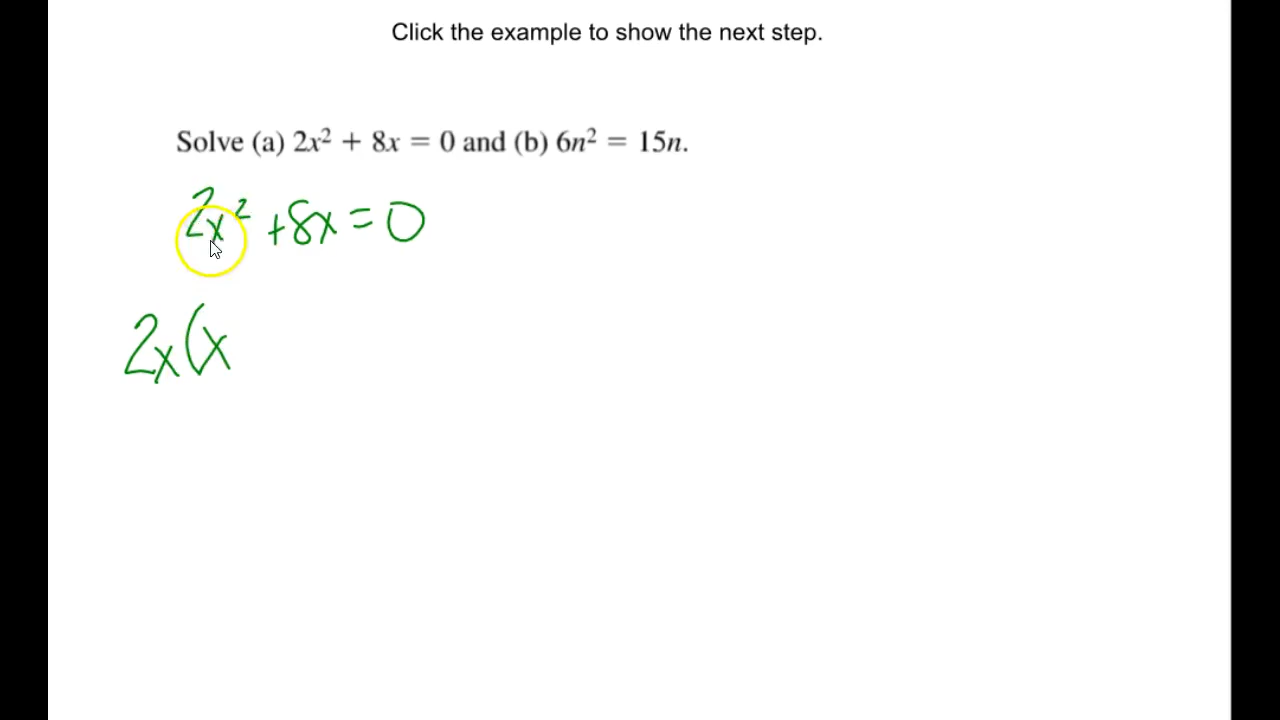 Click the example to show the next step.
Solve (a) 2x² + 8x = 0 and (b) 6n² = 15n.
2x² +8x = 0
2x(x